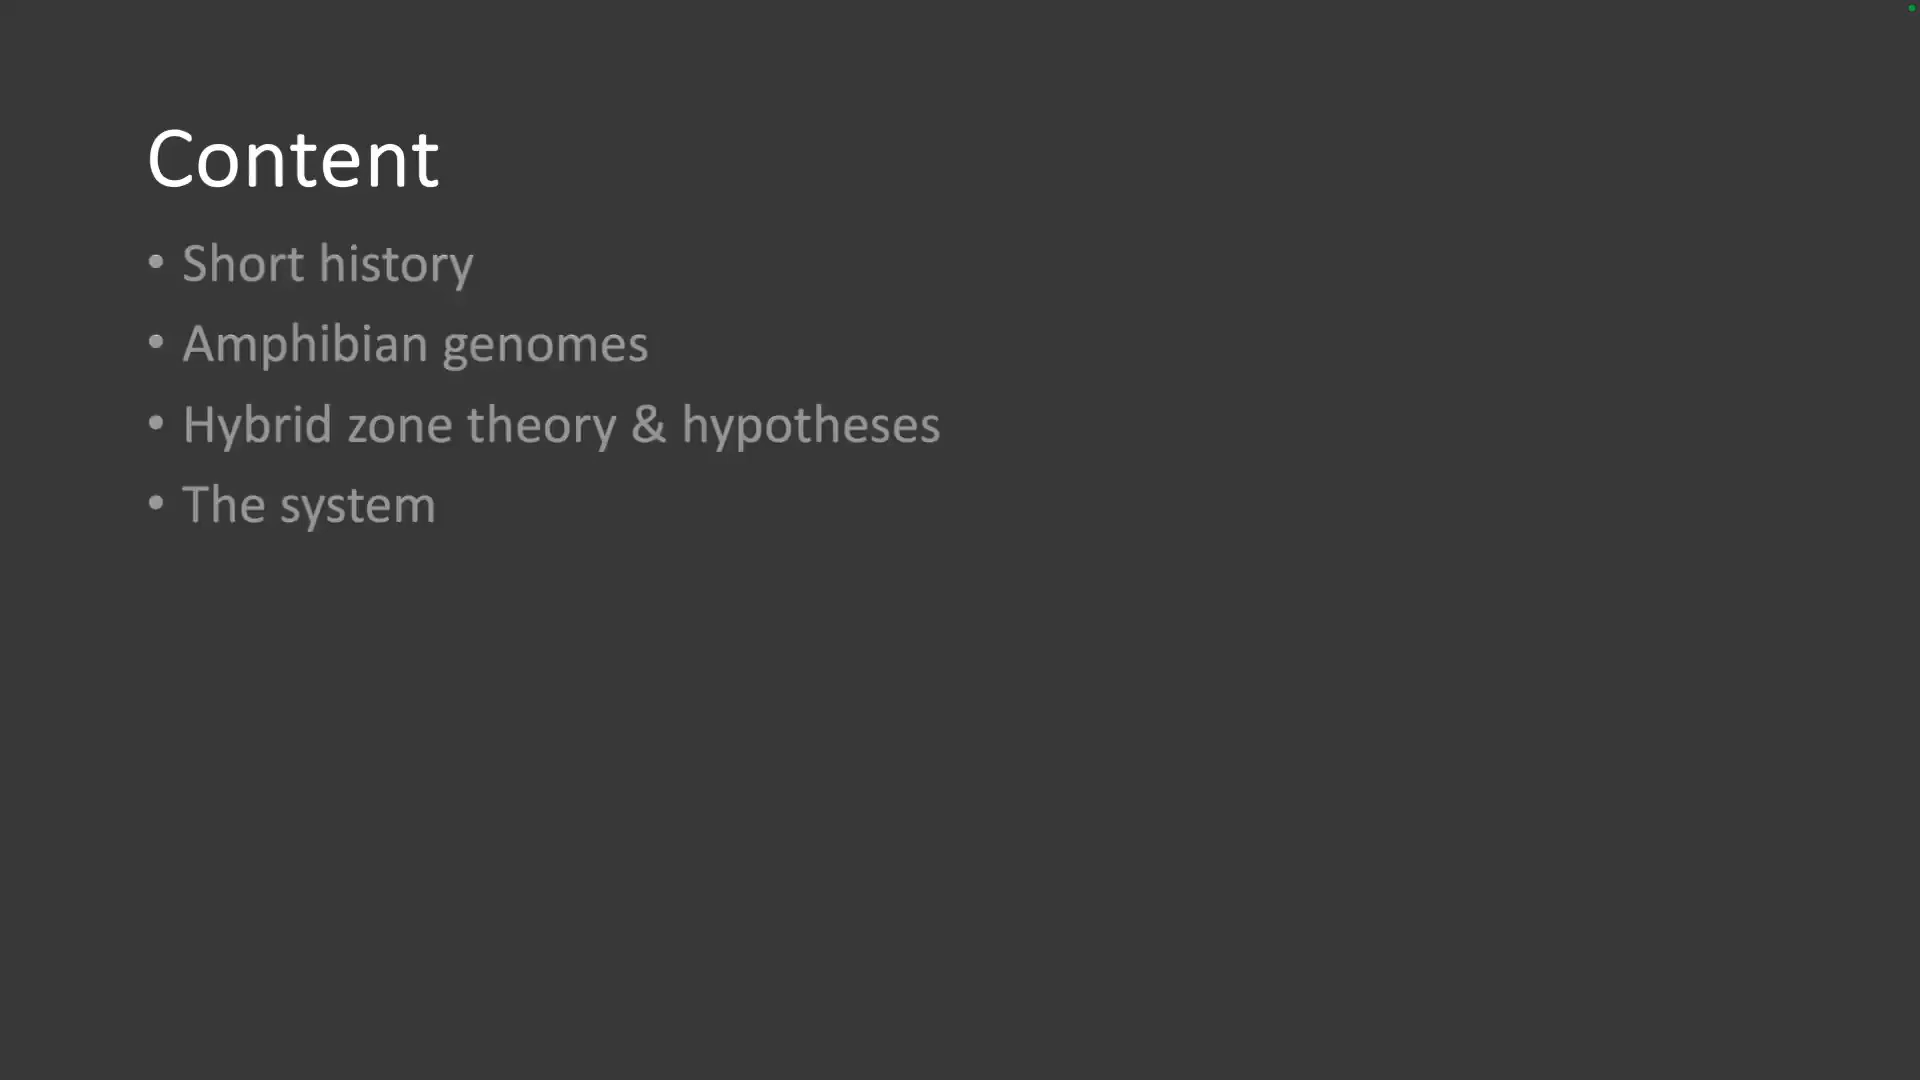 Content
• Short history
• Amphibian genomes
• Hybrid zone theory & hypotheses
• The system